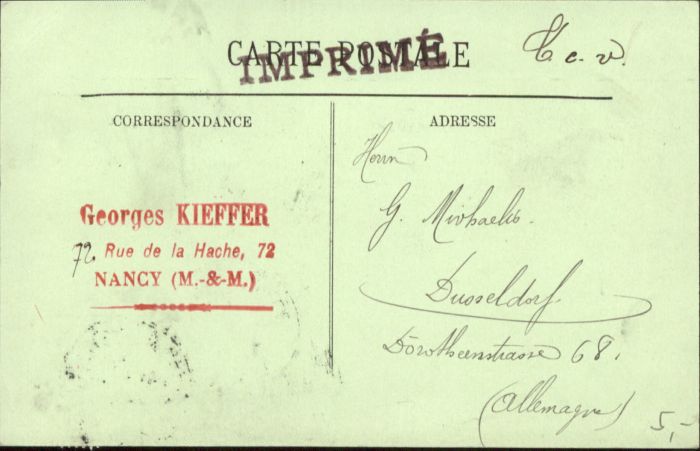 CARTE POSTALE
IMPRIMÉ
T c. v.
CORRESPONDANCE
ADRESSE
Georges KIEFFER
72, Rue de la Hache, 72
NANCY (M.-&-M.)
Herrn
G. Michaelis.
Dusseldorf
Dorotheenstrasse 68.
(Allemagne)
5,-